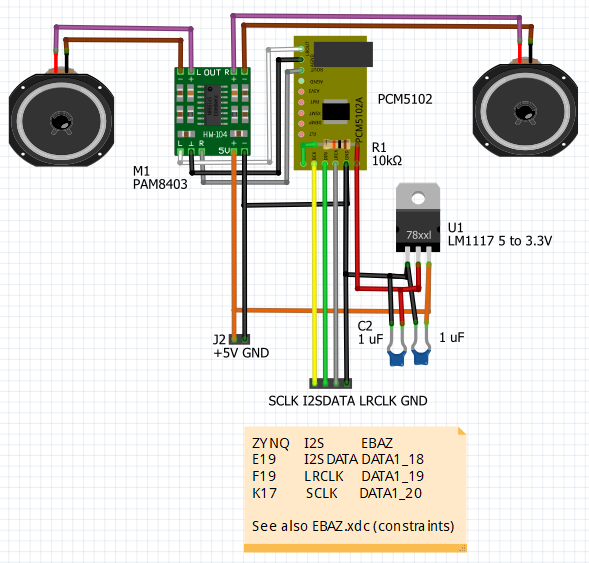 L OUT R
HW-104
L ⊥ R 5V
M1
PAM8403
PCM5102
PCM5102A
R1
10kΩ
78xxl
U1
LM1117 5 to 3.3V
C2
1 uF
1 uF
J2
+5V GND
SCLK I2SDATA LRCLK GND
ZYNQ I2S EBAZ
E19 I2SDATA DATA1_18
F19 LRCLK DATA1_19
K17 SCLK DATA1_20
See also EBAZ.xdc (constraints)